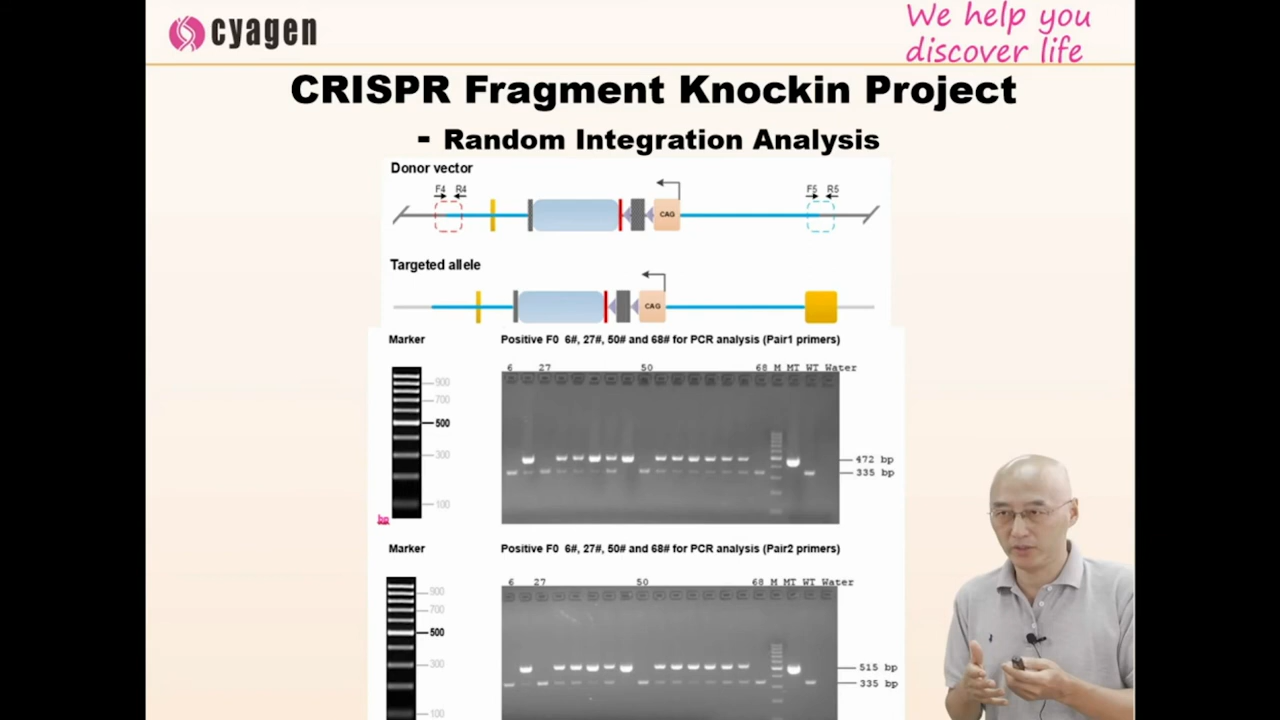 cyagen
We help you
discover life
CRISPR Fragment Knockin Project
- Random Integration Analysis
Donor vector
F4 R4
F5 R5
CAG
Targeted allele
CAG
Marker
Positive F0 6#, 27#, 50# and 68# for PCR analysis (Pair1 primers)
6 27 50 68 M MT WT Water
900
700
500
300
100
bp
472 bp
335 bp
Marker
Positive F0 6#, 27#, 50# and 68# for PCR analysis (Pair2 primers)
6 27 50 68 M MT WT Water
900
700
500
300
100
515 bp
335 bp